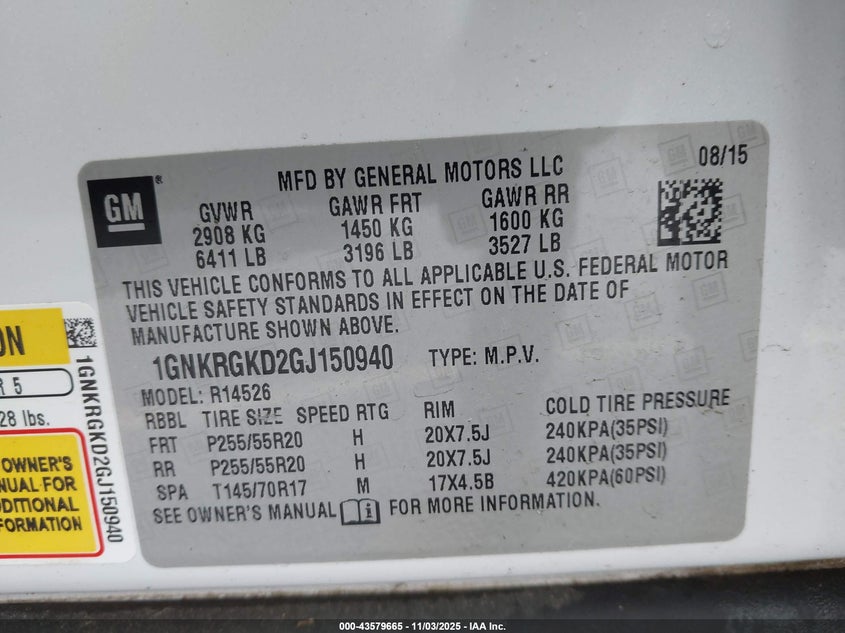 08/15
MFD BY GENERAL MOTORS LLC
GM ®
GVWR GAWR FRT GAWR RR
2908 KG 1450 KG 1600 KG
6411 LB 3196 LB 3527 LB
THIS VEHICLE CONFORMS TO ALL APPLICABLE U.S. FEDERAL MOTOR
VEHICLE SAFETY STANDARDS IN EFFECT ON THE DATE OF
MANUFACTURE SHOWN ABOVE.
1GNKRGKD2GJ150940 TYPE: M.P.V.
MODEL: R14526
RBBL TIRE SIZE SPEED RTG RIM COLD TIRE PRESSURE
FRT P255/55R20 H 20X7.5J 240KPA(35PSI)
RR P255/55R20 H 20X7.5J 240KPA(35PSI)
SPA T145/70R17 M 17X4.5B 420KPA(60PSI)
SEE OWNER'S MANUAL i FOR MORE INFORMATION.
ON
R 5
28 lbs.
OWNER'S
NUAL FOR
DDITIONAL
FORMATION
1GNKRGKD2GJ150940
000-43579665 - 11/03/2025 - IAA Inc.